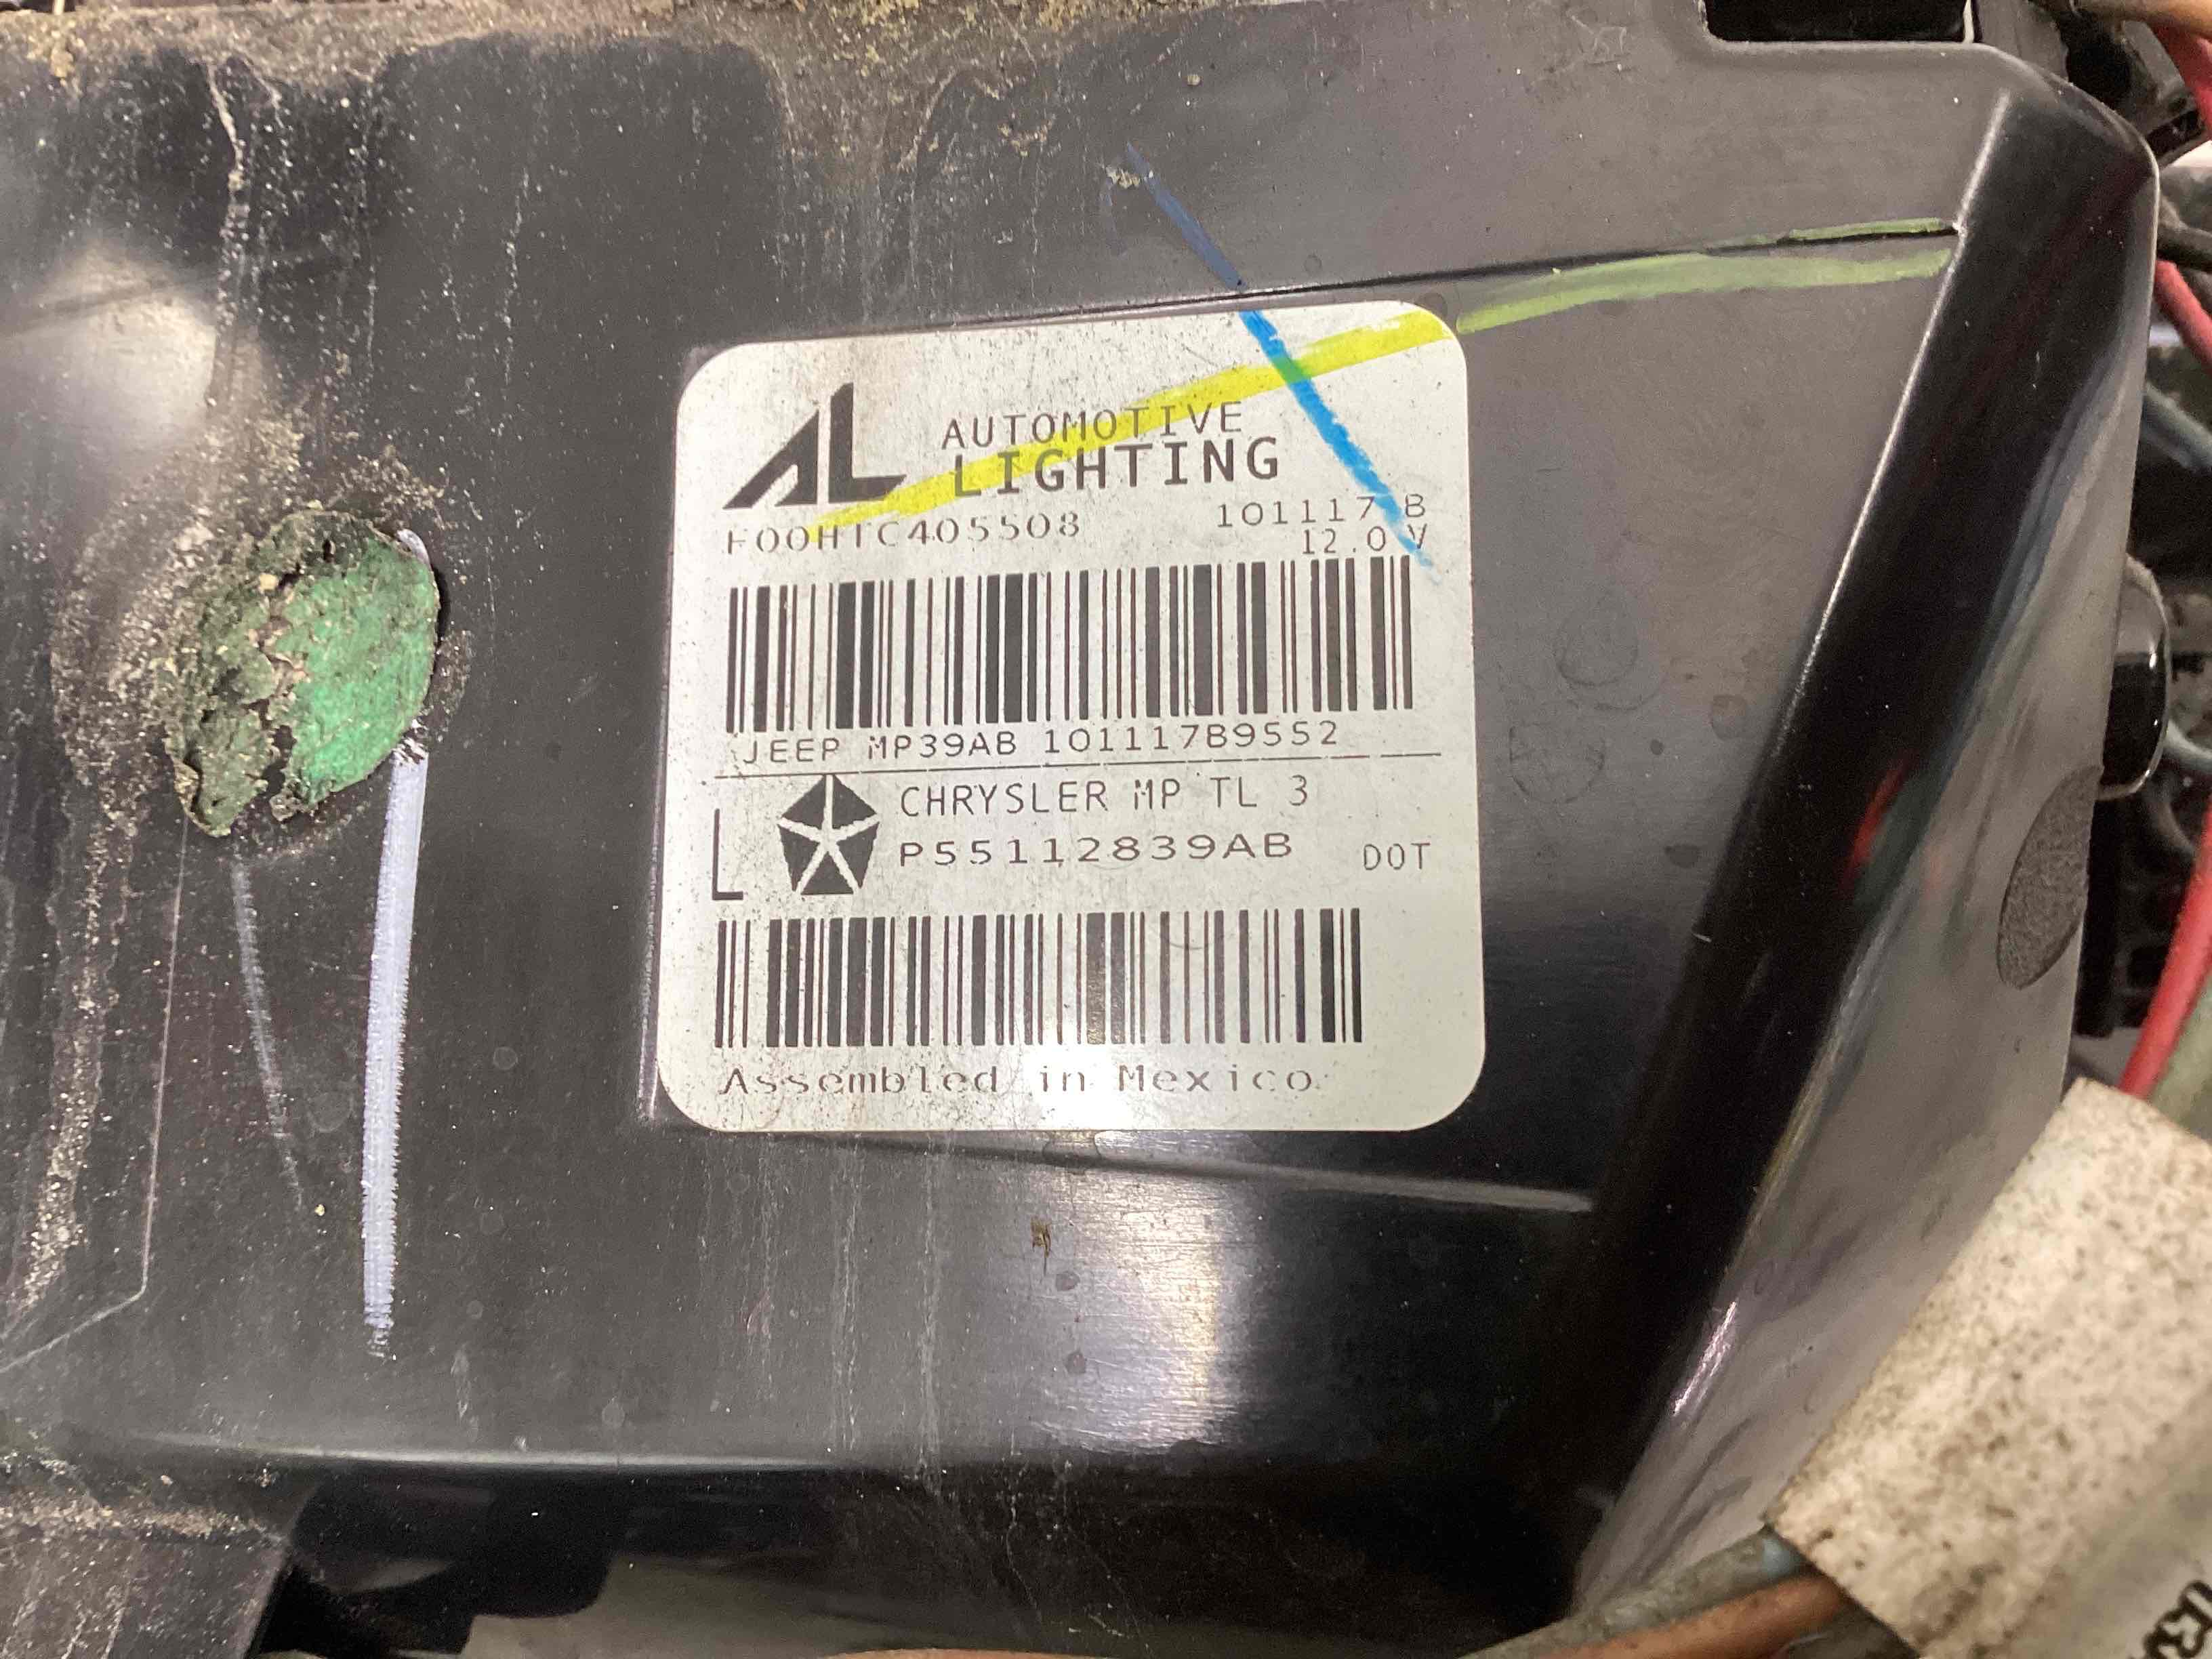 AL AUTOMOTIVE
LIGHTING
F00HTC405508 101117 B
12.0 V
JEEP MP39AB 101117B9552
L CHRYSLER MP TL 3
P55112839AB DOT
Assembled in Mexico